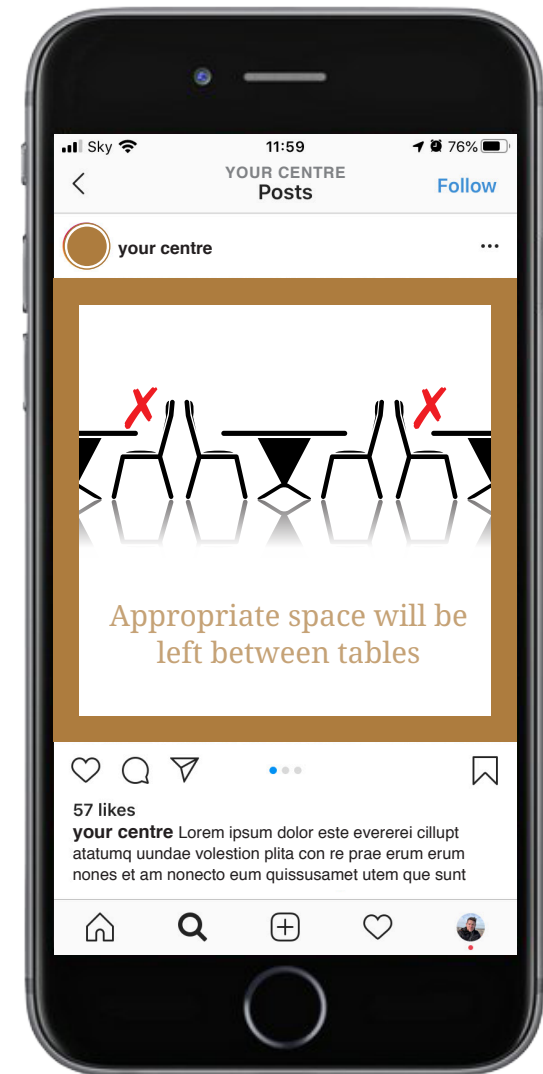 Sky 11:59 76%
YOUR CENTRE
Posts
Follow
your centre
Appropriate space will be
left between tables
57 likes
your centre Lorem ipsum dolor este evererei cillupt
atatumq uundae volestion plita con re prae erum erum
nones et am nonecto eum quissusamet utem que sunt